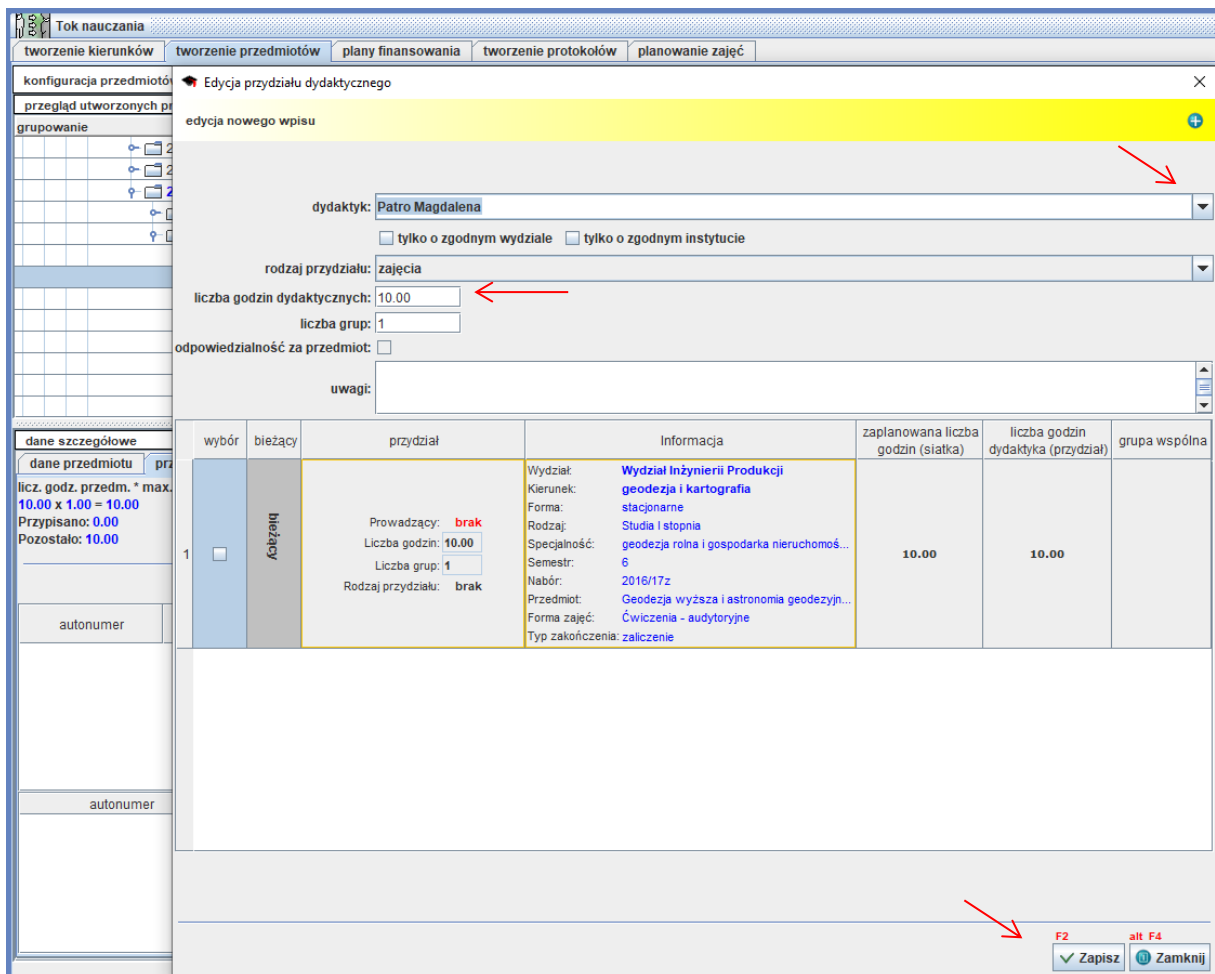 Tok nauczania
tworzenie kierunków tworzenie przedmiotów plany finansowania tworzenie protokołów planowanie zajęć
konfiguracja przedmiotów
przegląd utworzonych
grupowanie
Edycja przydziału dydaktycznego
edycja nowego wpisu
2
2
2
dydaktyk: Patro Magdalena
tylko o zgodnym wydziale tylko o zgodnym instytucie
rodzaj przydziału: zajęcia
liczba godzin dydaktycznych: 10.00
liczba grup: 1
odpowiedzialność za przedmiot:
uwagi:
dane szczegółowe
dane przedmiotu
licz. godz. przedm. * max.
10.00 x 1.00 = 10.00
Przypisano: 0.00
Pozostało: 10.00
autonumer
autonumer
wybór bieżący przydział Informacja zaplanowana liczba godzin (siatka) liczba godzin dydaktyka (przydział) grupa wspólna
1 bieżący
Prowadzący: brak
Liczba godzin: 10.00
Liczba grup: 1
Rodzaj przydziału: brak
Wydział: Wydział Inżynierii Produkcji
Kierunek: geodezja i kartografia
Forma: stacjonarne
Rodzaj: Studia I stopnia
Specjalność: geodezja rolna i gospodarka nieruchomoś...
Semestr: 6
Nabór: 2016/17z
Przedmiot: Geodezja wyższa i astronomia geodezyjn...
Forma zajęć: Ćwiczenia - audytoryjne
Typ zakończenia: zaliczenie
10.00 10.00
F2 alt F4
Zapisz Zamknij